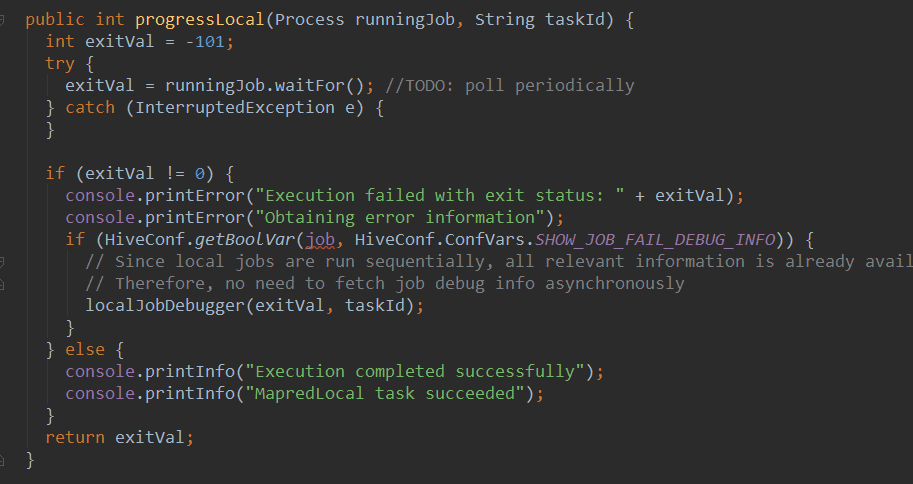 public int progressLocal(Process runningJob, String taskId) {
int exitVal = -101;
try {
exitVal = runningJob.waitFor(); //TODO: poll periodically
} catch (InterruptedException e) {
}
if (exitVal != 0) {
console.printError("Execution failed with exit status: " + exitVal);
console.printError("Obtaining error information");
if (HiveConf.getBoolVar(job, HiveConf.ConfVars.SHOW_JOB_FAIL_DEBUG_INFO)) {
// Since local jobs are run sequentially, all relevant information is already avail
// Therefore, no need to fetch job debug info asynchronously
localJobDebugger(exitVal, taskId);
}
} else {
console.printInfo("Execution completed successfully");
console.printInfo("MapredLocal task succeeded");
}
return exitVal;
}